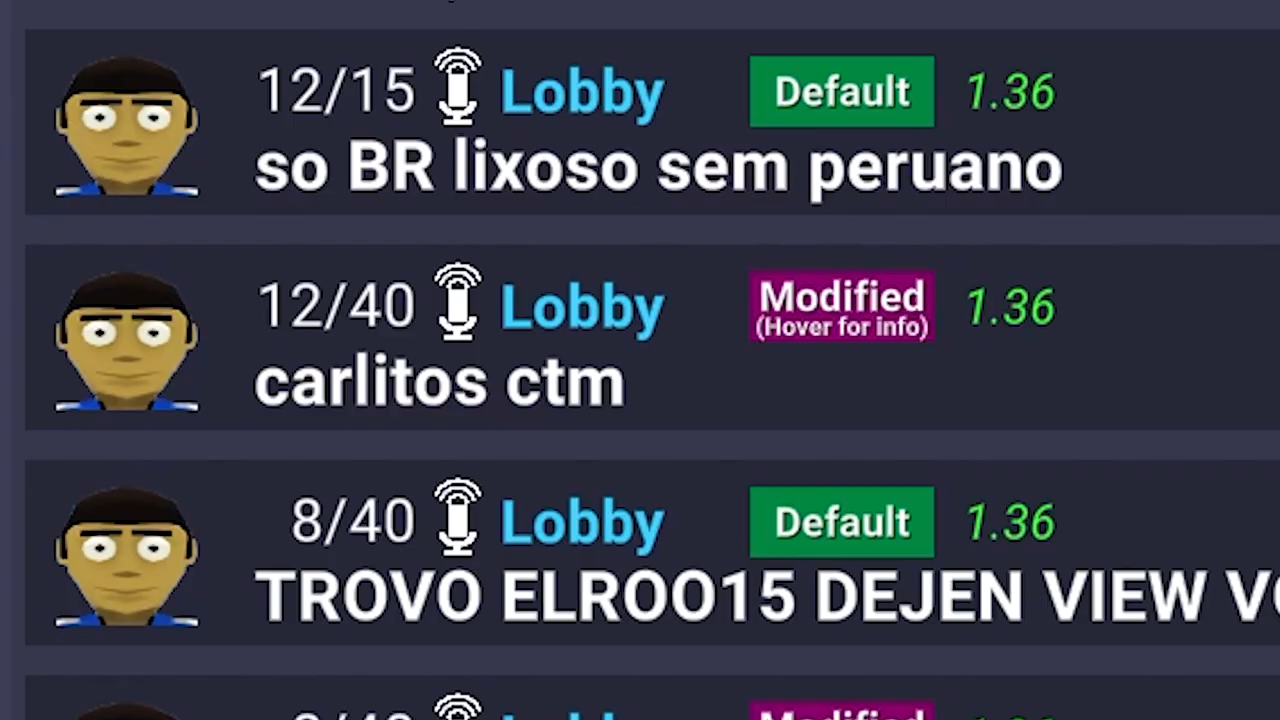 12/15 Lobby Default 1.36
so BR lixoso sem peruano
12/40 Lobby Modified 1.36
(Hover for info)
carlitos ctm
8/40 Lobby Default 1.36
TROVO ELROO15 DEJEN VIEW
Modified